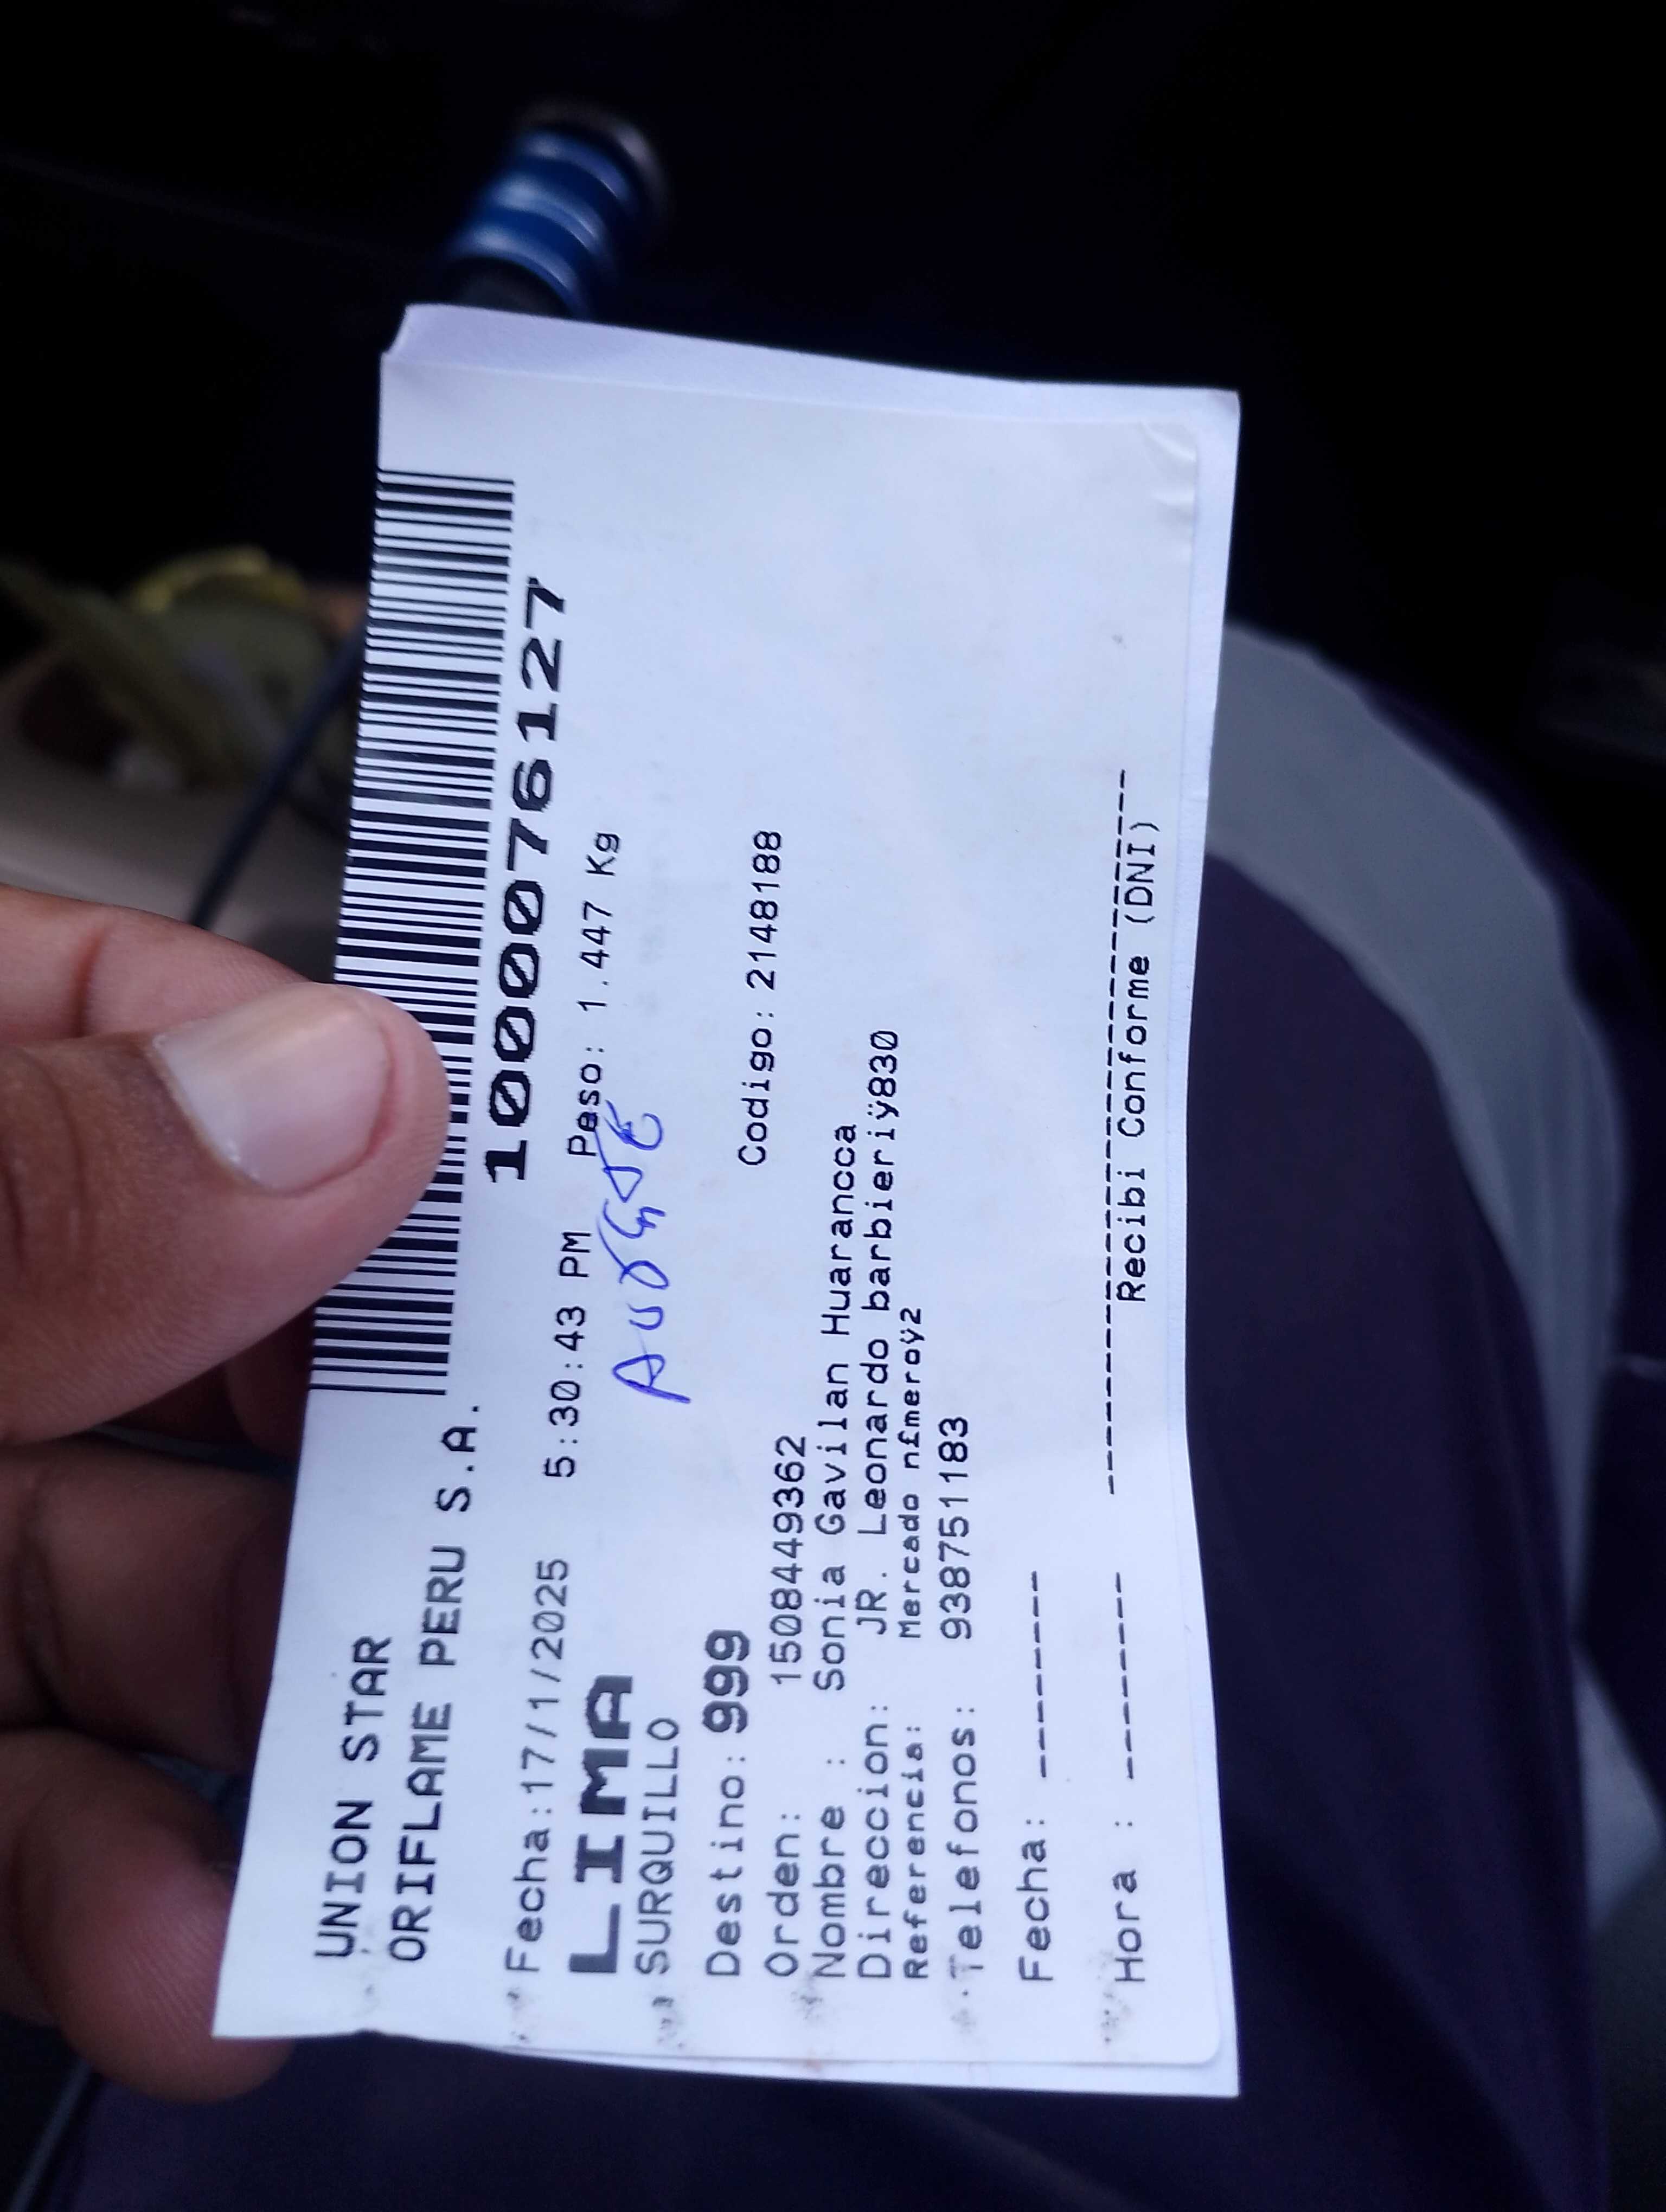 UNION STAR
ORIFLAME PERU S.A.
1000076127
Fecha:17/1/2025 5:30:43 PM Peso: 1.447 Kg
LIMA
SURQUILLO
Destino: 999 Codigo: 2148188
Orden: 1508449362
Nombre : Sonia Gavilan Huarancca
Direccion: JR. Leonardo barbieriÿ830
Referencia: Mercado n£meroÿ2
Telefonos: 938751183
Fecha: -------
Hora : ------- ------------------------
Recibi Conforme (DNI)